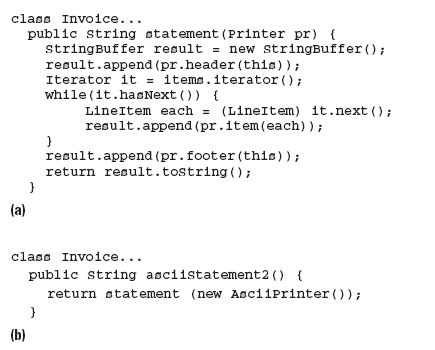 class Invoice...
public String statement(Printer pr) {
StringBuffer result = new StringBuffer();
result.append(pr.header(this));
Iterator it = items.iterator();
while(it.hasNext()) {
LineItem each = (LineItem) it.next();
result.append(pr.item(each));
}
result.append(pr.footer(this));
return result.toString();
}
(a)
class Invoice...
public String asciiStatement2() {
return statement (new AsciiPrinter());
}
(b)